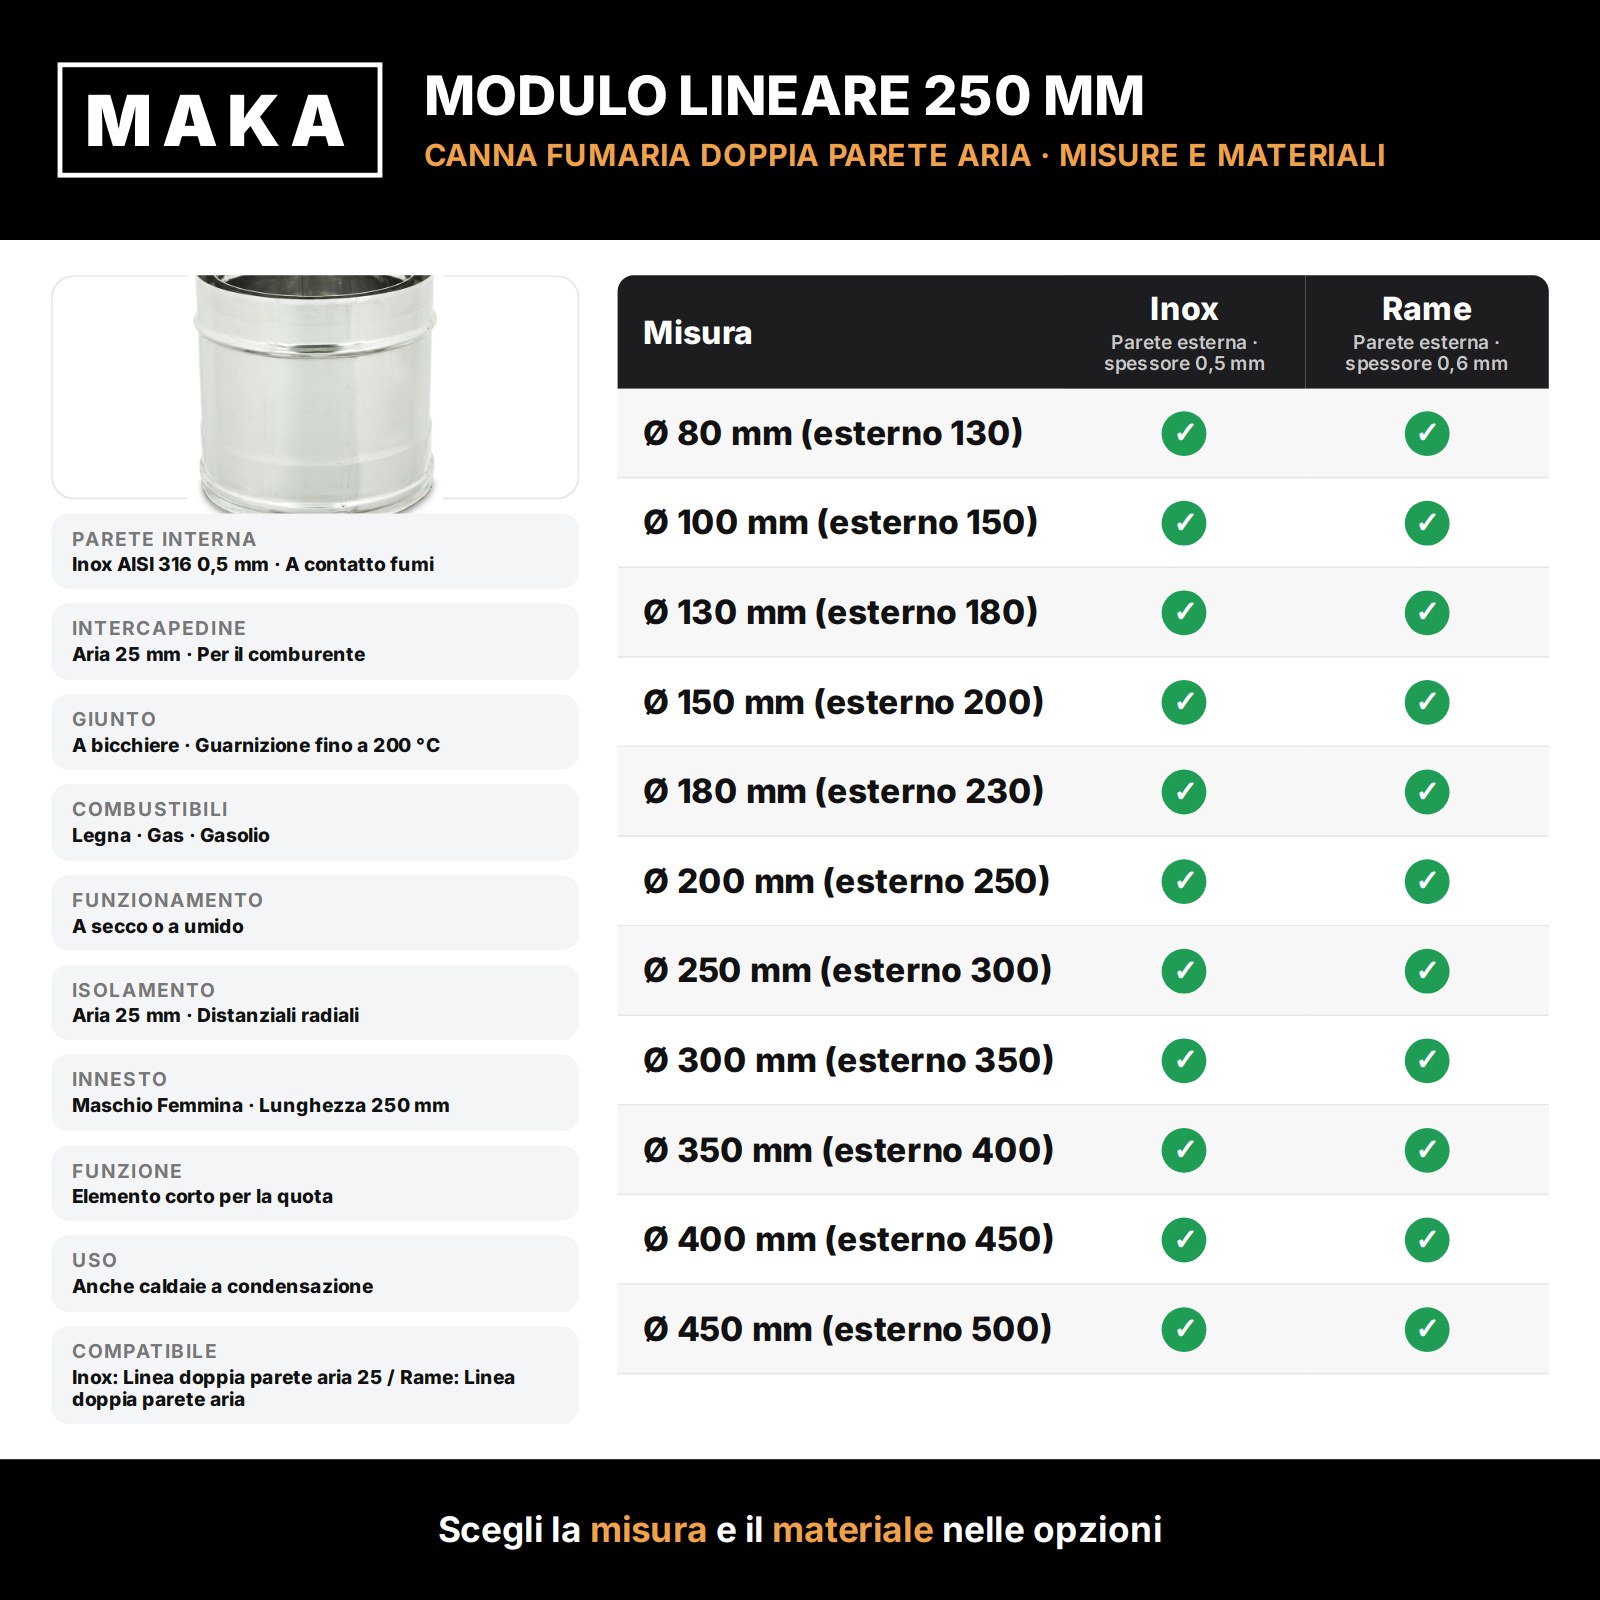 MAKA
MODULO LINEARE 250 MM
CANNA FUMARIA DOPPIA PARETE ARIA · MISURE E MATERIALI
PARETE INTERNA
Inox AISI 316 0,5 mm · A contatto fumi
INTERCAPEDINE
Aria 25 mm · Per il comburente
GIUNTO
A bicchiere · Guarnizione fino a 200 °C
COMBUSTIBILI
Legna · Gas · Gasolio
FUNZIONAMENTO
A secco o a umido
ISOLAMENTO
Aria 25 mm · Distanziali radiali
INNESTO
Maschio Femmina · Lunghezza 250 mm
FUNZIONE
Elemento corto per la quota
USO
Anche caldaie a condensazione
COMPATIBILE
Inox: Linea doppia parete aria 25 / Rame: Linea
doppia parete aria
Misura
Inox
Parete esterna ·
spessore 0,5 mm
Rame
Parete esterna ·
spessore 0,6 mm
Ø 80 mm (esterno 130) ✓ ✓
Ø 100 mm (esterno 150) ✓ ✓
Ø 130 mm (esterno 180) ✓ ✓
Ø 150 mm (esterno 200) ✓ ✓
Ø 180 mm (esterno 230) ✓ ✓
Ø 200 mm (esterno 250) ✓ ✓
Ø 250 mm (esterno 300) ✓ ✓
Ø 300 mm (esterno 350) ✓ ✓
Ø 350 mm (esterno 400) ✓ ✓
Ø 400 mm (esterno 450) ✓ ✓
Ø 450 mm (esterno 500) ✓ ✓
Scegli la misura e il materiale nelle opzioni